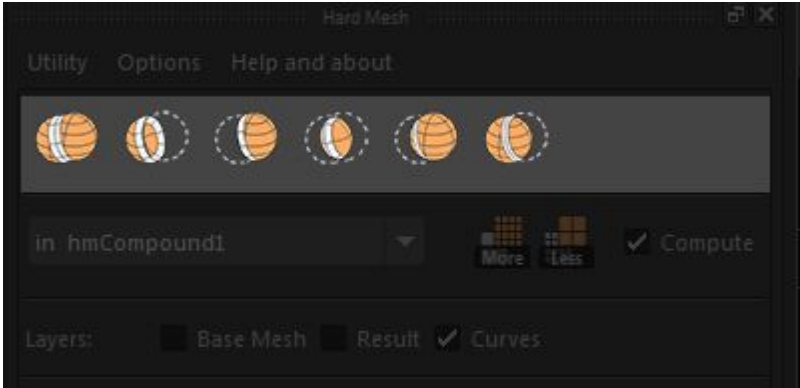 Hard Mesh
Utility Options Help and about
in hmCompound1
More Less Compute
Layers: Base Mesh Result Curves